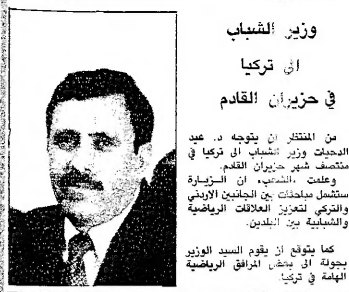 وزير الشباب
الى تركيا
في حزيران القادم
من المنتظر ان يتوجه د. عيد
الدحيات وزير الشباب الى تركيا في
منتصف شهر حزيران القادم.
وعلمت «الشعب» ان الزيارة
ستشمل مباحثات بين الجانبين الاردني
والتركي لتعزيز العلاقات الرياضية
والشبابية بين البلدين.
كما يتوقع ان يقوم السيد الوزير
بجولة الى بعض المرافق الرياضية
الهامة في تركيا.